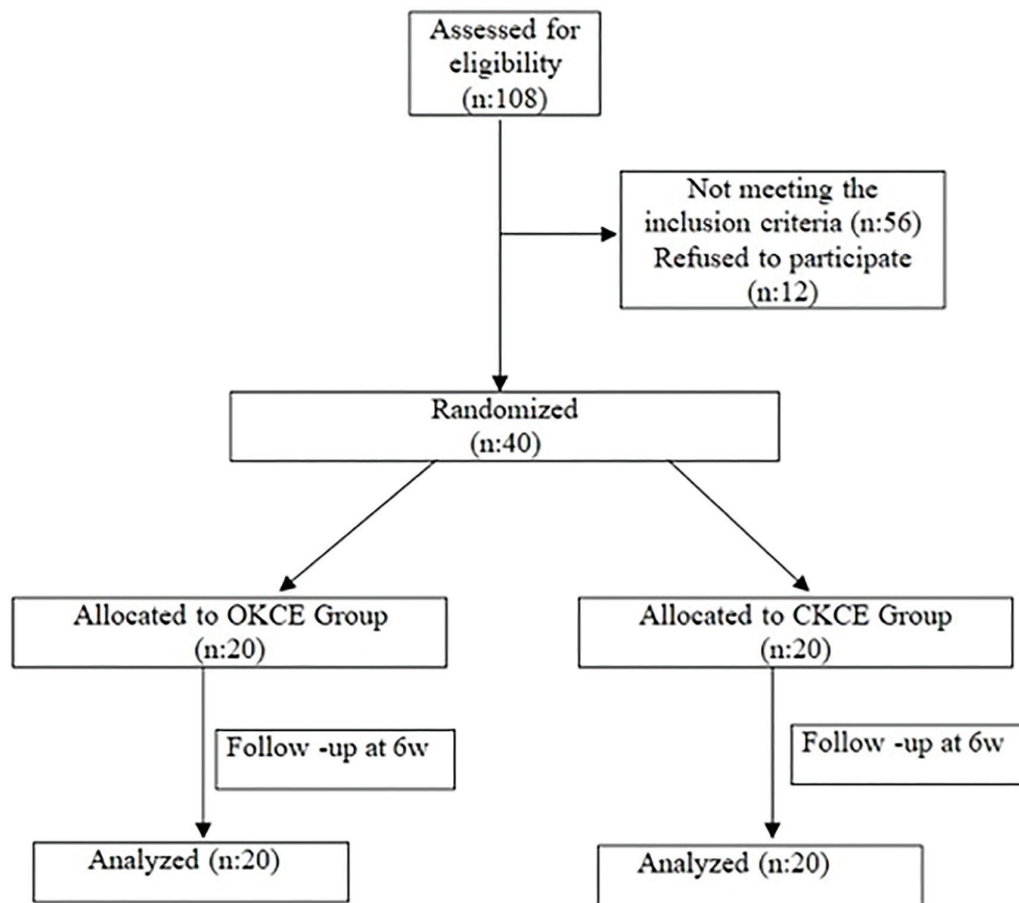 Assessed for
eligibility
(n:108)
Not meeting the
inclusion criteria (n:56)
Refused to participate
(n:12)
Randomized
(n:40)
Allocated to OKCE Group
(n:20)
Allocated to CKCE Group
(n:20)
Follow -up at 6w
Follow -up at 6w
Analyzed (n:20)
Analyzed (n:20)